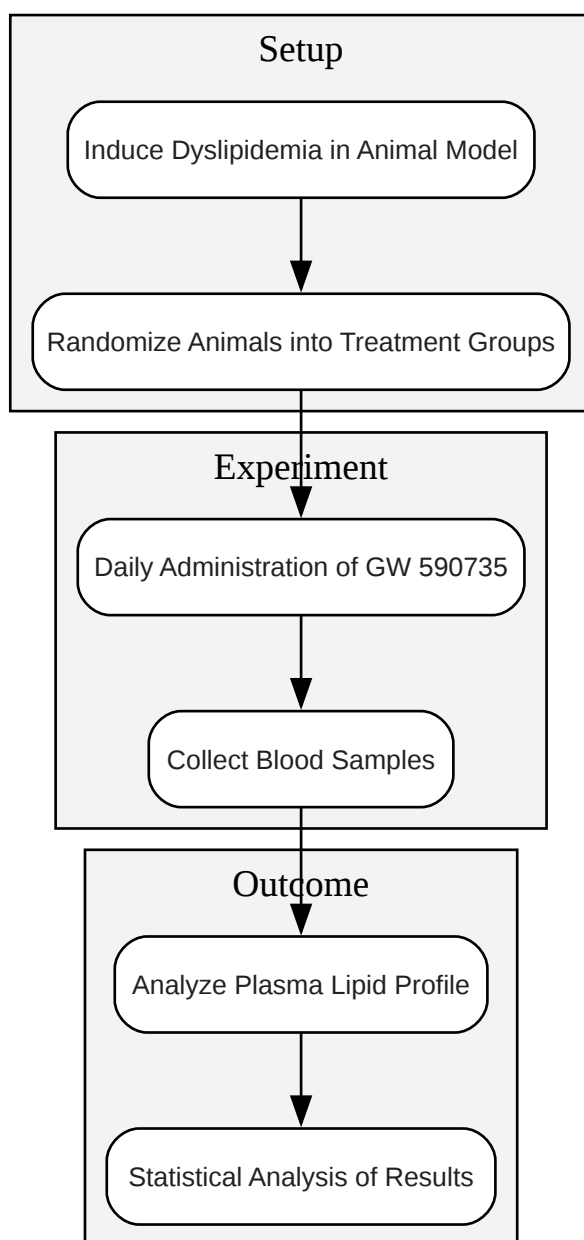 Setup
Induce Dyslipidemia in Animal Model
Randomize Animals into Treatment Groups
Experiment
Daily Administration of GW 590735
Collect Blood Samples
Outcome
Analyze Plasma Lipid Profile
Statistical Analysis of Results